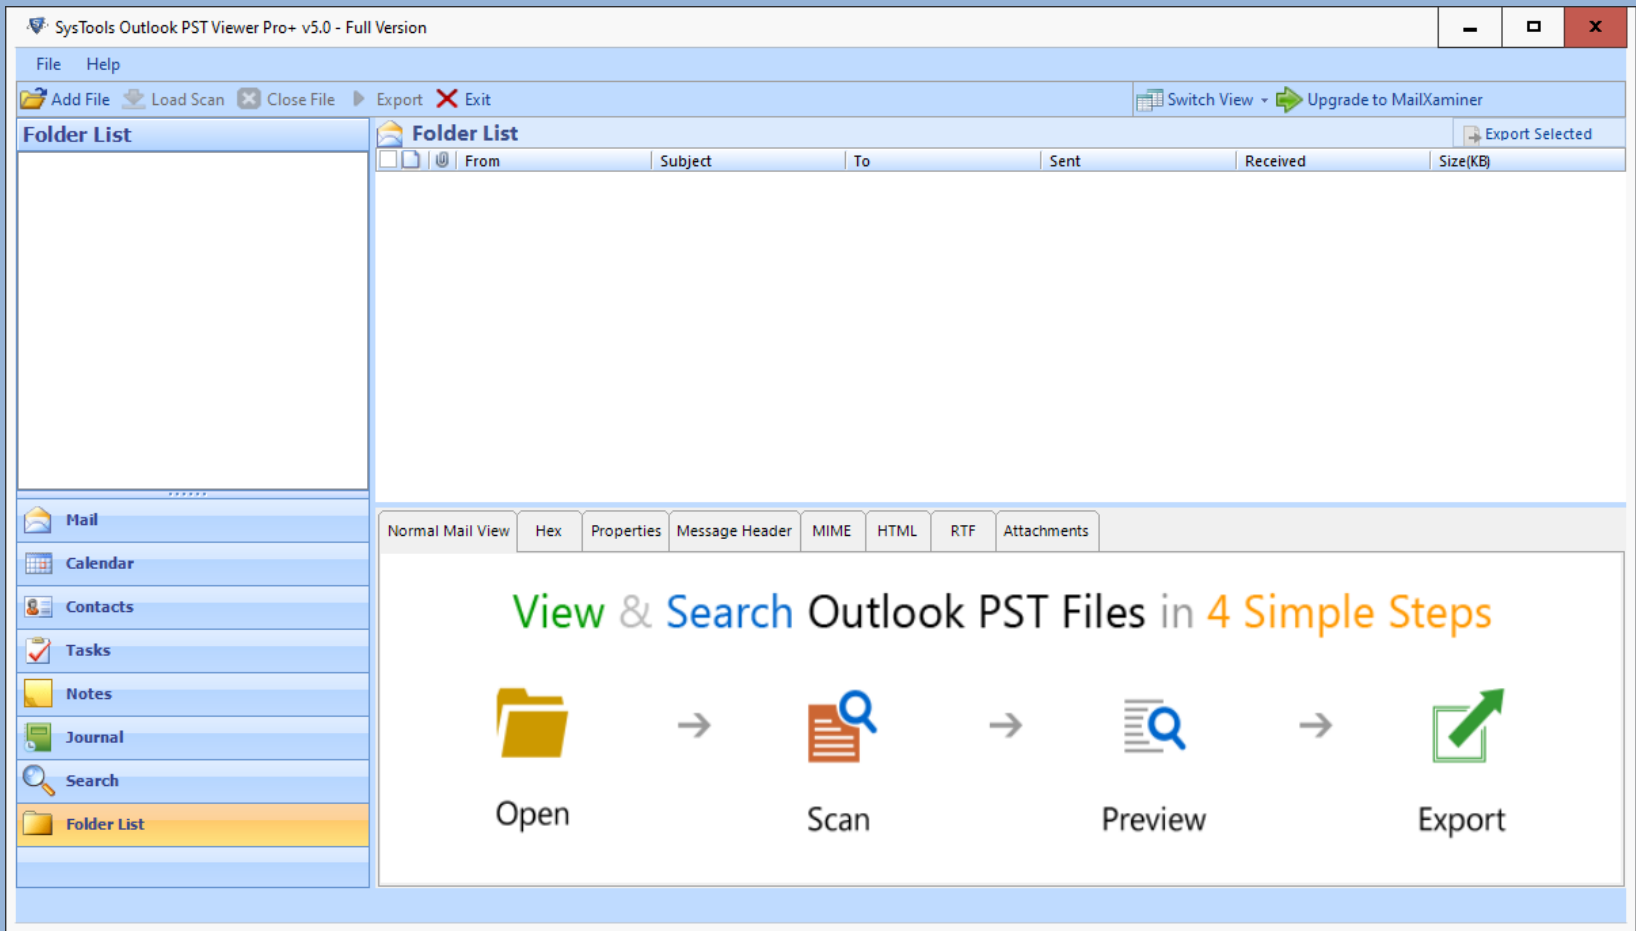 SysTools Outlook PST Viewer Pro+ v5.0 - Full Version
File Help
Add File Load Scan Close File Export Exit Switch View Upgrade to MailXaminer
Folder List
Folder List
Export Selected
From Subject To Sent Received Size(KB)
Mail
Calendar
Contacts
Tasks
Notes
Journal
Search
Folder List
Normal Mail View Hex Properties Message Header MIME HTML RTF Attachments
View & Search Outlook PST Files in 4 Simple Steps
Open Scan Preview Export